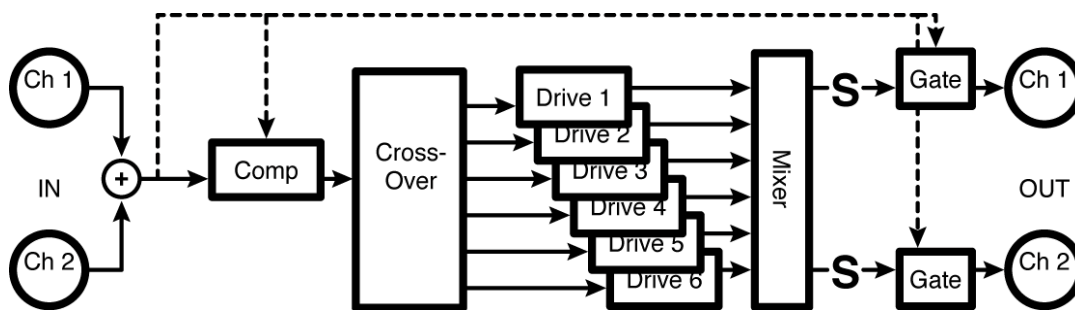 Ch 1
IN
Ch 2
+
Comp
Cross-
Over
Drive 1
Drive 2
Drive 3
Drive 4
Drive 5
Drive 6
Mixer
S
S
Gate
Gate
Ch 1
OUT
Ch 2